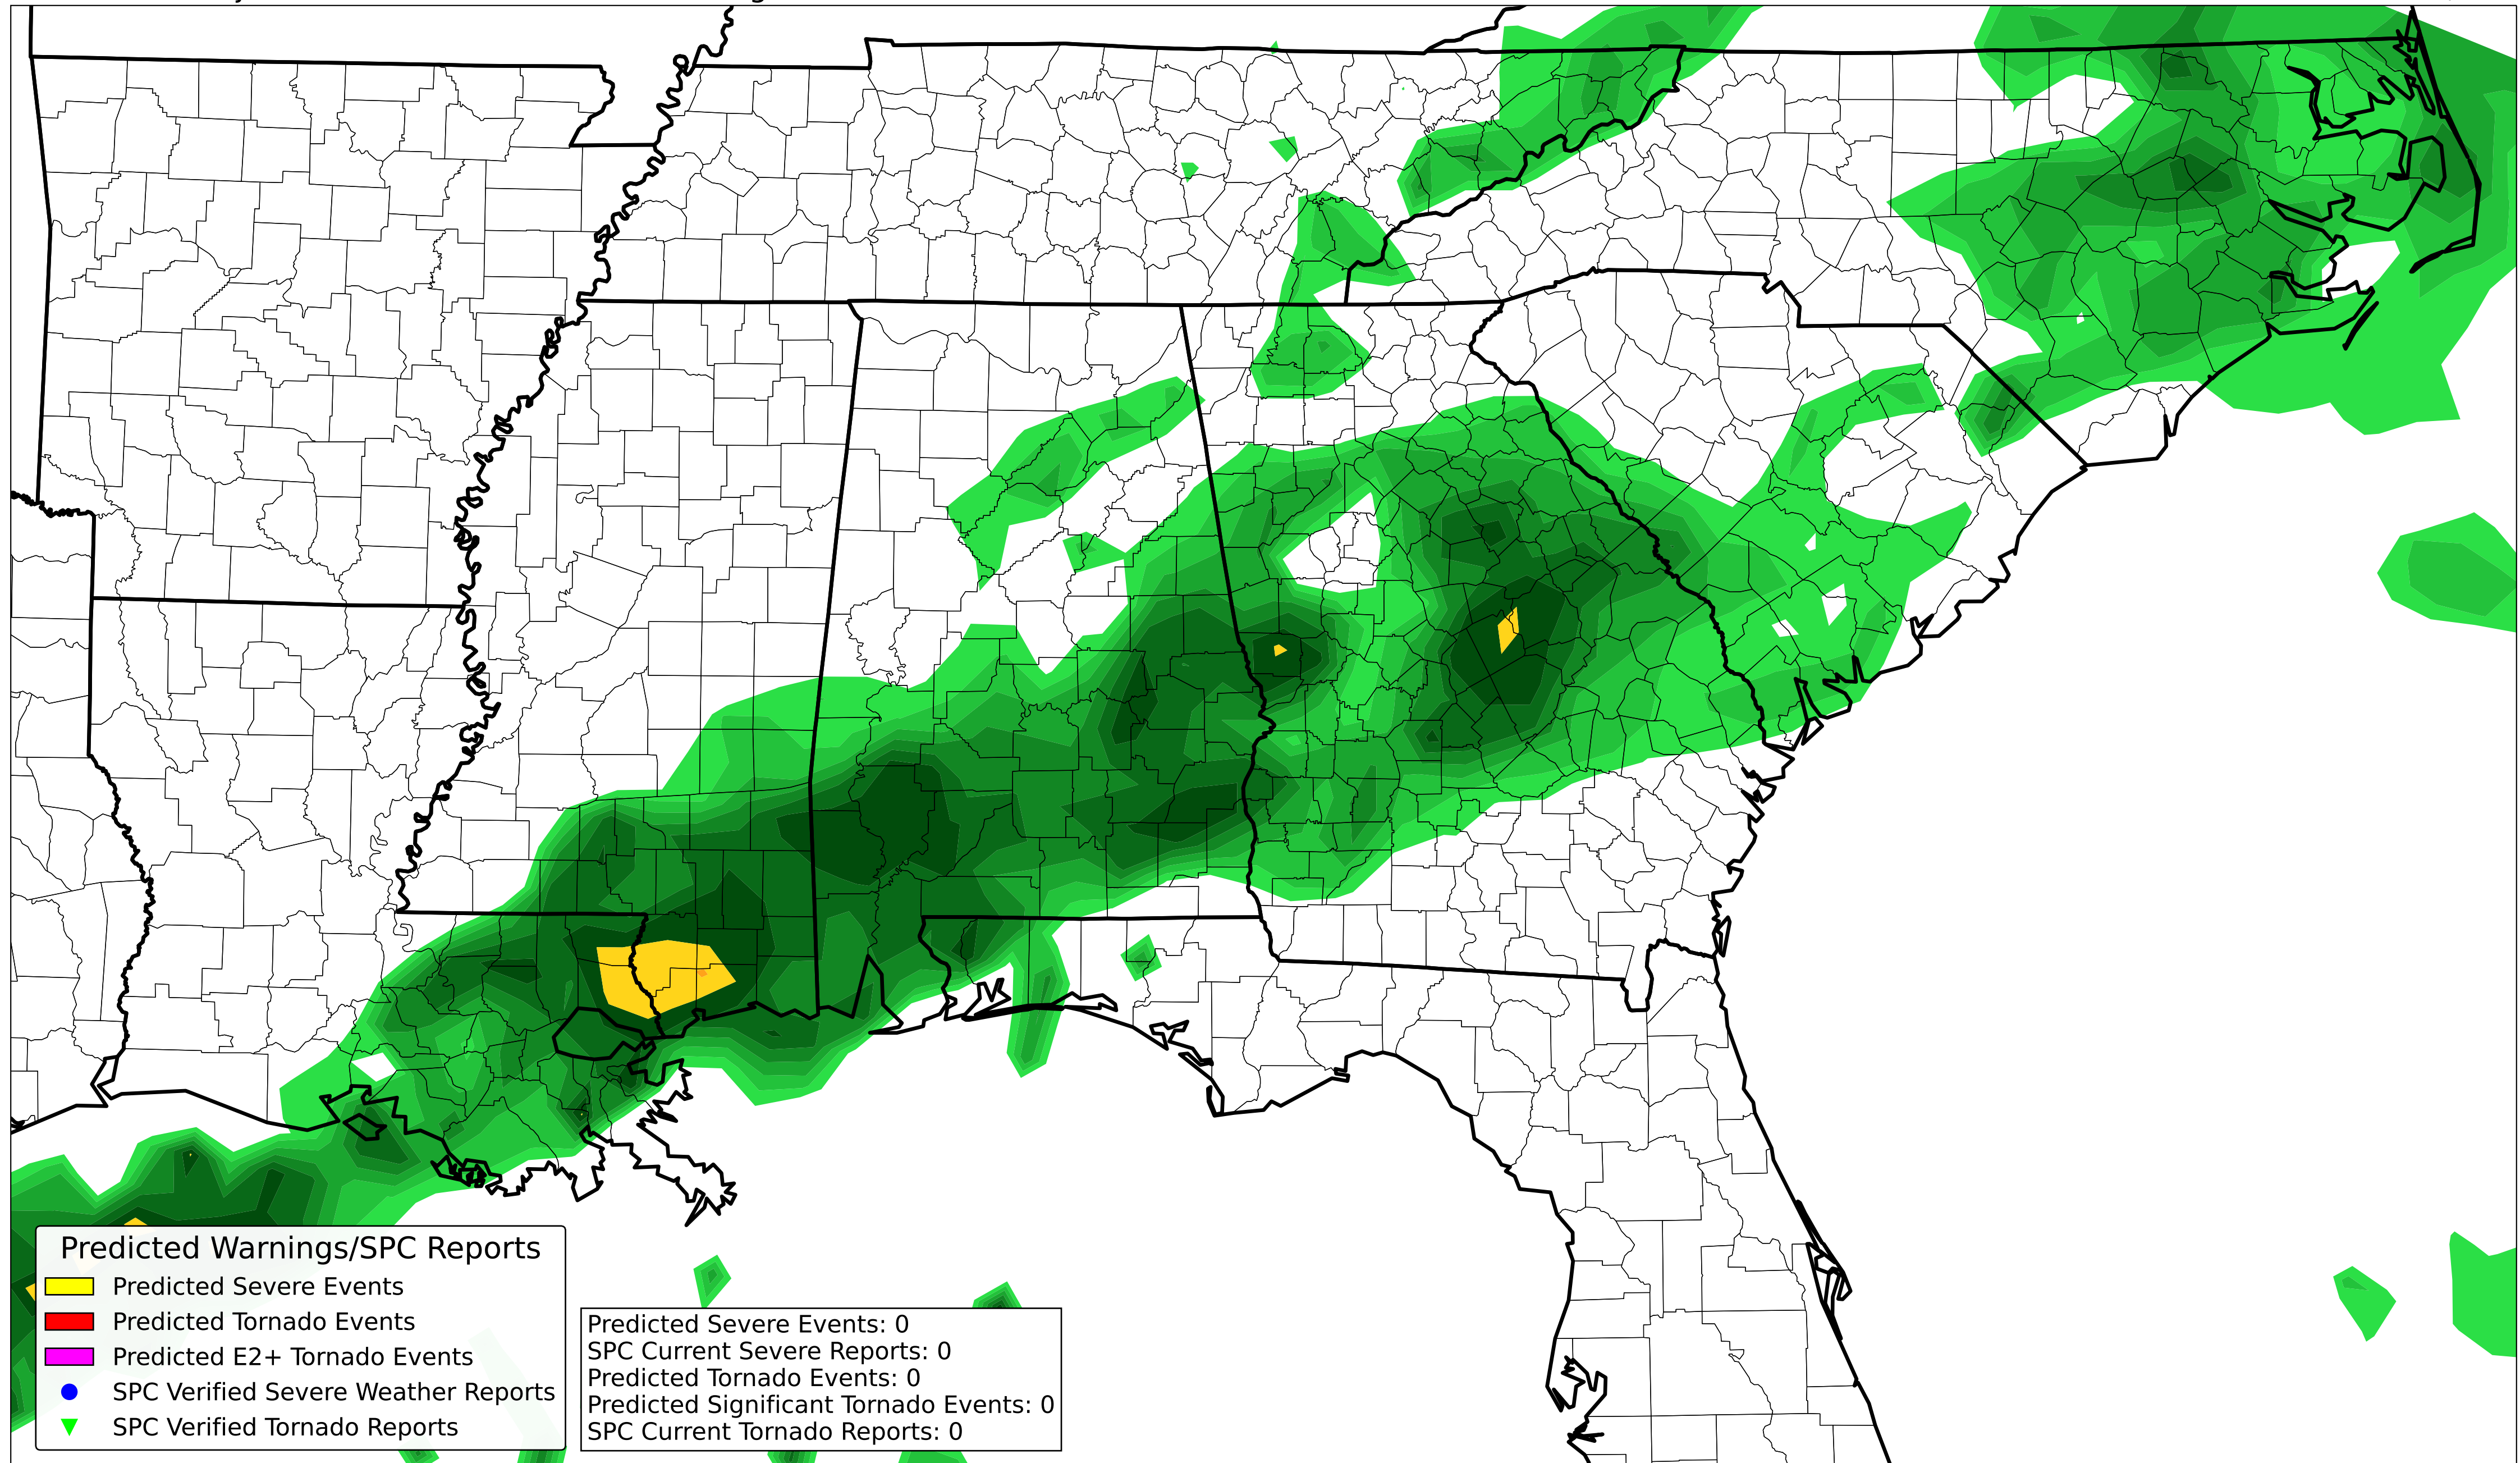 Predicted Warnings/SPC Reports
Predicted Severe Events
Predicted Tornado Events
Predicted E2+ Tornado Events
SPC Verified Severe Weather Reports
SPC Verified Tornado Reports
Predicted Severe Events: 0
SPC Current Severe Reports: 0
Predicted Tornado Events: 0
Predicted Significant Tornado Events: 0
SPC Current Tornado Reports: 0